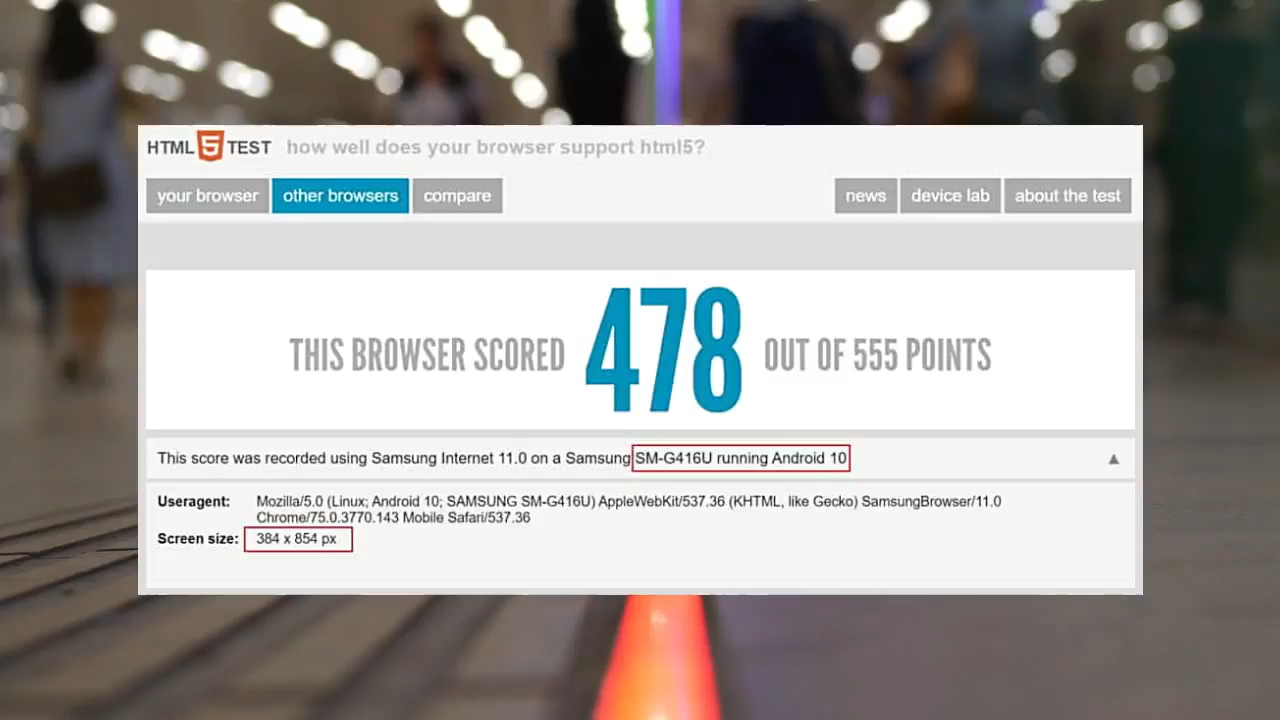 HTML 5 TEST how well does your browser support html5?
your browser other browsers compare news device lab about the test
THIS BROWSER SCORED 478 OUT OF 555 POINTS
This score was recorded using Samsung Internet 11.0 on a Samsung SM-G416U running Android 10 ▲
Useragent: Mozilla/5.0 (Linux; Android 10; SAMSUNG SM-G416U) AppleWebKit/537.36 (KHTML, like Gecko) SamsungBrowser/11.0
Chrome/75.0.3770.143 Mobile Safari/537.36
Screen size: 384 x 854 px